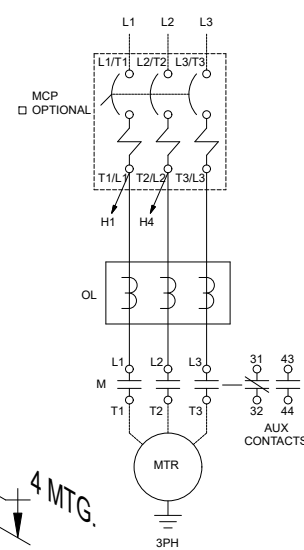 L1 L2 L3
L1/T1 L2/T2 L3/T3
MCP
□ OPTIONAL
T1/L1 T2/L2 T3/L3
H1 H4
OL
L1 L2 L3 31 43
M
T1 T2 T3 32 44
AUX
CONTACTS
MTR
4 MTG.
3PH